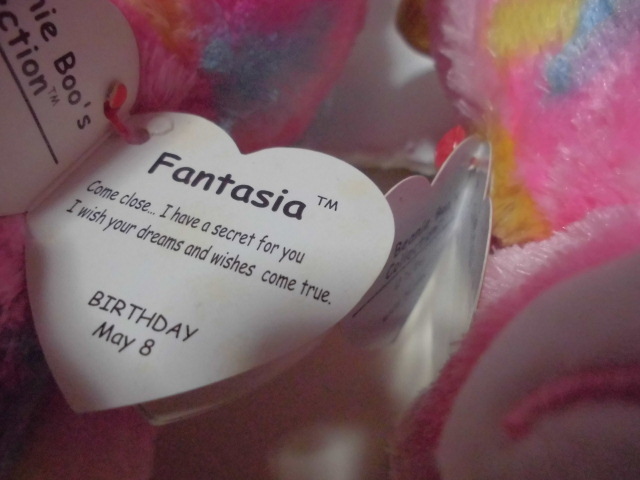 nie Boo's
ction™
Fantasia™
Come close... I have a secret for you
I wish your dreams and wishes come true.
BIRTHDAY
May 8